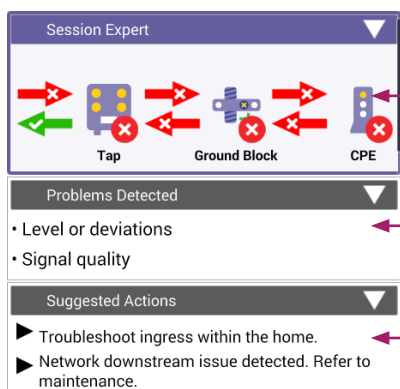 Session Expert
Tap
Ground Block
CPE
Problems Detected
• Level or deviations
• Signal quality
Suggested Actions
▶ Troubleshoot ingress within the home.
▶ Network downstream issue detected. Refer to
maintenance.